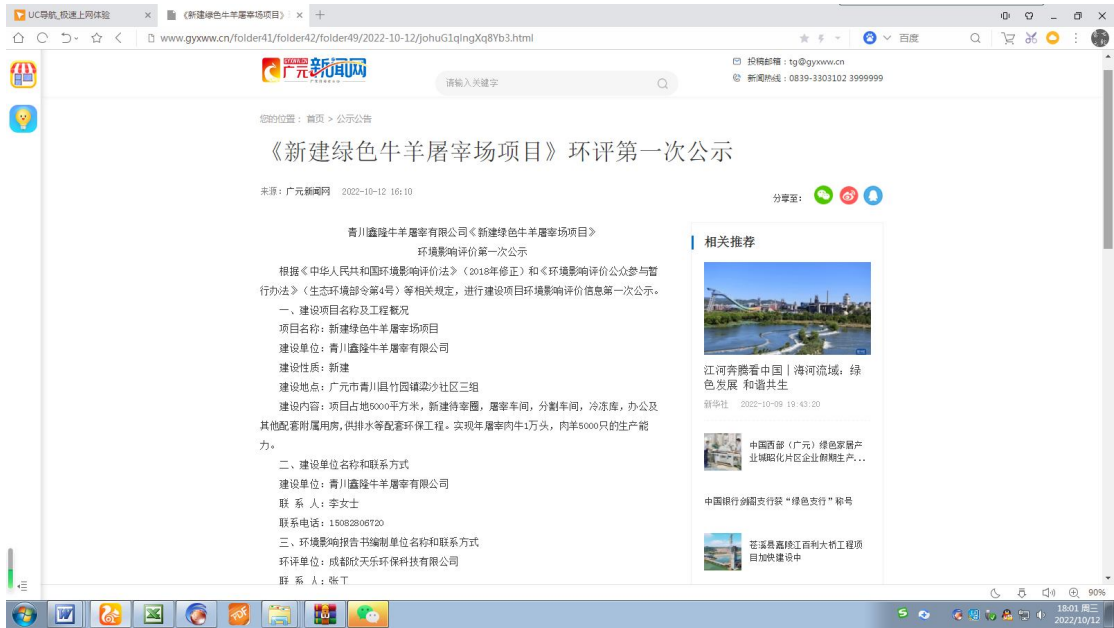 UC导航_极速上网体验
《新建绿色牛羊屠宰场项目》
www.gyxww.cn/folder41/folder42/folder49/2022-10-12/johuG1qIngXq8Yb3.html
百度
广元新闻网
请输入关键字
投稿邮箱：tg@gyxww.cn
新闻热线：0839-3303102 3999999
您的位置： 首页 > 公示公告
《新建绿色牛羊屠宰场项目》环评第一次公示
来源：广元新闻网 2022-10-12 16:10
分享至：
青川鑫隆牛羊屠宰有限公司《新建绿色牛羊屠宰场项目》
环境影响评价第一次公示
根据《中华人民共和国环境影响评价法》（2018年修正）和《环境影响评价公众参与暂
行办法》（生态环境部令第4号）等相关规定，进行建设项目环境影响评价信息第一次公示。
一、建设项目名称及工程概况
项目名称：新建绿色牛羊屠宰场项目
建设单位：青川鑫隆牛羊屠宰有限公司
建设性质：新建
建设地点：广元市青川县竹园镇梁沙社区三组
建设内容：项目占地5000平方米，新建待宰圈，屠宰车间，分割车间，冷冻库，办公及
其他配套附属用房,供排水等配套环保工程。实现年屠宰肉牛1万头，肉羊5000只的生产能
力。
二、建设单位名称和联系方式
建设单位：青川鑫隆牛羊屠宰有限公司
联 系 人：李女士
联系电话：15082806720
三、环境影响报告书编制单位名称和联系方式
环评单位：成都欣天乐环保科技有限公司
联 系 人：张工
相关推荐
江河奔腾看中国｜海河流域：绿
色发展 和谐共生
新华社 2022-10-09 19:43:20
中国西部（广元）绿色家居产
业城昭化片区企业假期生产...
中国银行剑阁支行获“绿色支行”称号
苍溪县嘉陵江百利大桥工程项
目加快建设中
90%
18:01 周三
2022/10/12